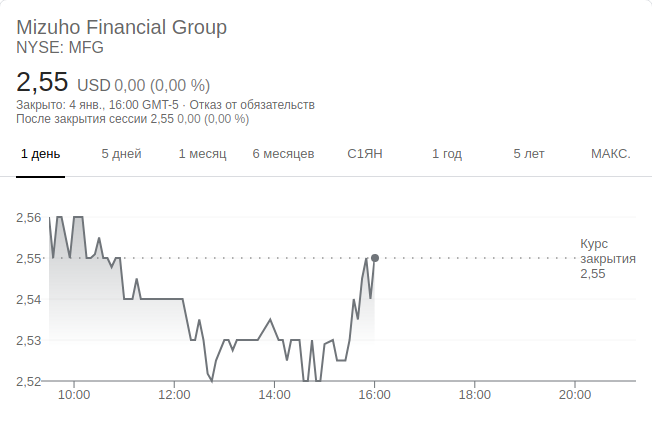 Mizuho Financial Group
NYSE: MFG
2,55 USD 0,00 (0,00 %)
Закрыто: 4 янв., 16:00 GMT-5 · Отказ от обязательств
После закрытия сессии 2,55 0,00 (0,00 %)
1 день 5 дней 1 месяц 6 месяцев С1ЯН 1 год 5 лет МАКС.
2,56
Курс
2,55 закрытия
2,55
2,54
2,53
2,52
10:00 12:00 14:00 16:00 18:00 20:00